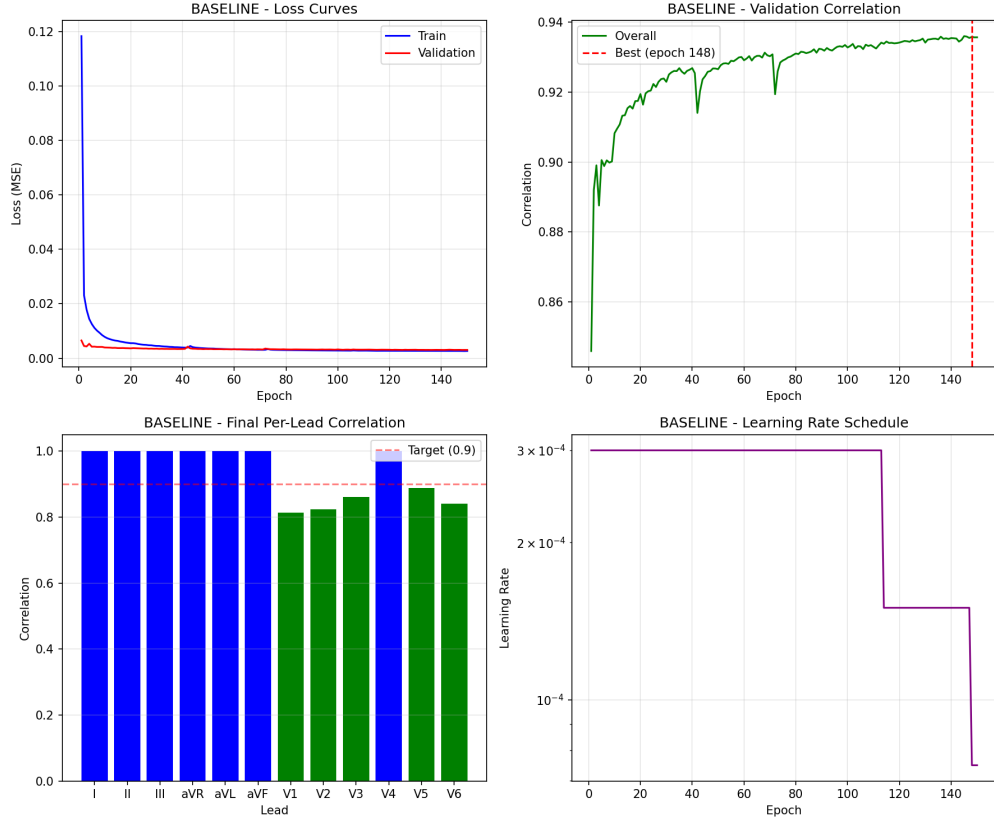 BASELINE - Loss Curves
Loss (MSE)
0.12
0.10
0.08
0.06
0.04
0.02
0.00
Train
Validation
0 20 40 60 80 100 120 140
Epoch
BASELINE - Validation Correlation
Correlation
0.94
0.92
0.90
0.88
0.86
Overall
Best (epoch 148)
0 20 40 60 80 100 120 140
Epoch
BASELINE - Final Per-Lead Correlation
Correlation
1.0
0.8
0.6
0.4
0.2
0.0
Target (0.9)
I II III aVR aVL aVF V1 V2 V3 V4 V5 V6
Lead
BASELINE - Learning Rate Schedule
Learning Rate
3 × 10⁻⁴
2 × 10⁻⁴
10⁻⁴
0 20 40 60 80 100 120 140
Epoch